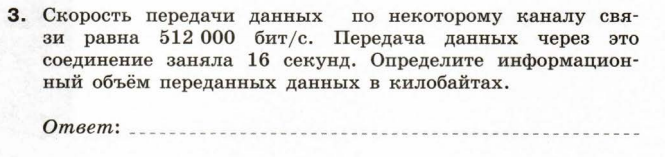 3. Скорость передачи данных по некоторому каналу свя-
зи равна 512 000 бит/с. Передача данных через это
соединение заняла 16 секунд. Определите информацион-
ный объём переданных данных в килобайтах.
Ответ: